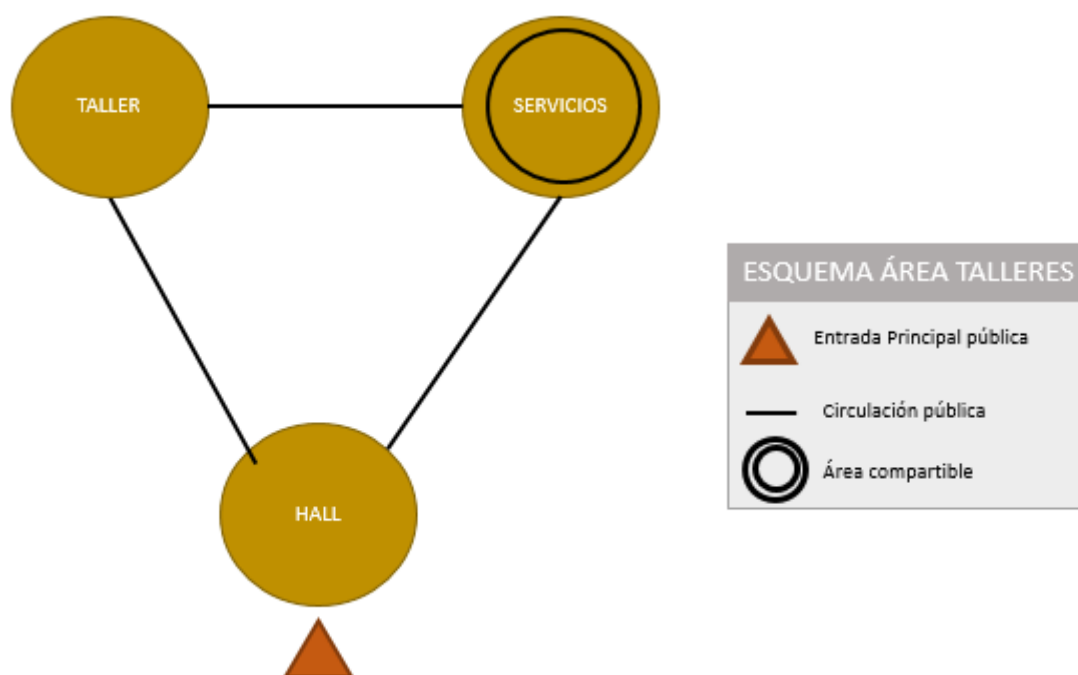 TALLER
SERVICIOS
HALL
ESQUEMA ÁREA TALLERES
Entrada Principal pública
Circulación pública
Área compartible